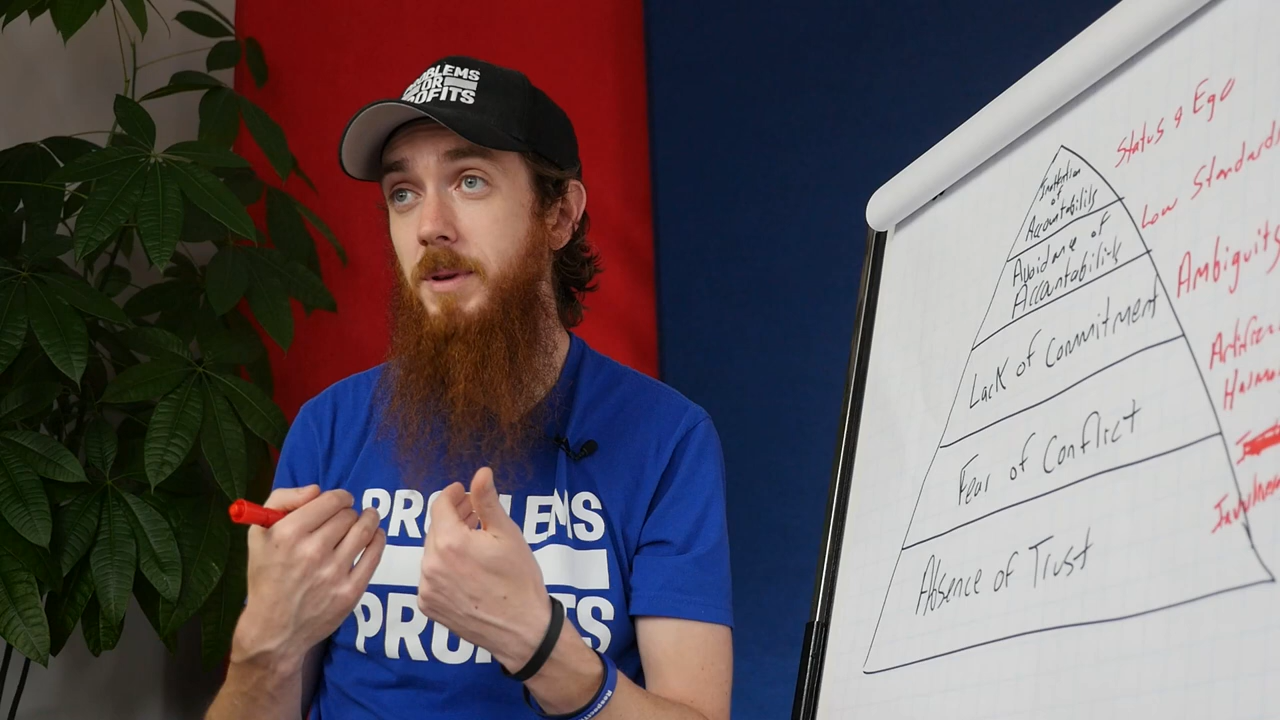 PROBLEMS
FOR
PROFITS
PROBLEMS
PROFITS
Inattention
of
Accountability
Avoidance of
Accountability
Lack of Commitment
Fear of Conflict
Absence of Trust
Status & Ego
Low Standards
Ambiguity